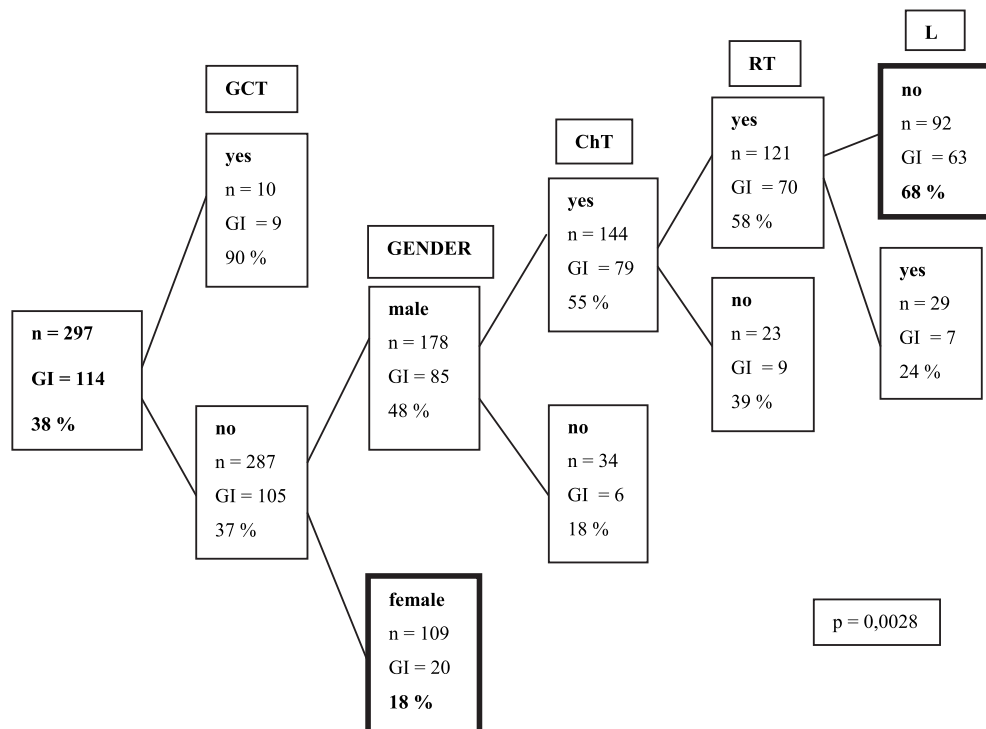 n = 297
GI = 114
38 %
GCT
yes
n = 10
GI = 9
90 %
no
n = 287
GI = 105
37 %
GENDER
male
n = 178
GI = 85
48 %
female
n = 109
GI = 20
18 %
ChT
yes
n = 144
GI = 79
55 %
no
n = 34
GI = 6
18 %
RT
yes
n = 121
GI = 70
58 %
no
n = 23
GI = 9
39 %
L
no
n = 92
GI = 63
68 %
yes
n = 29
GI = 7
24 %
p = 0,0028